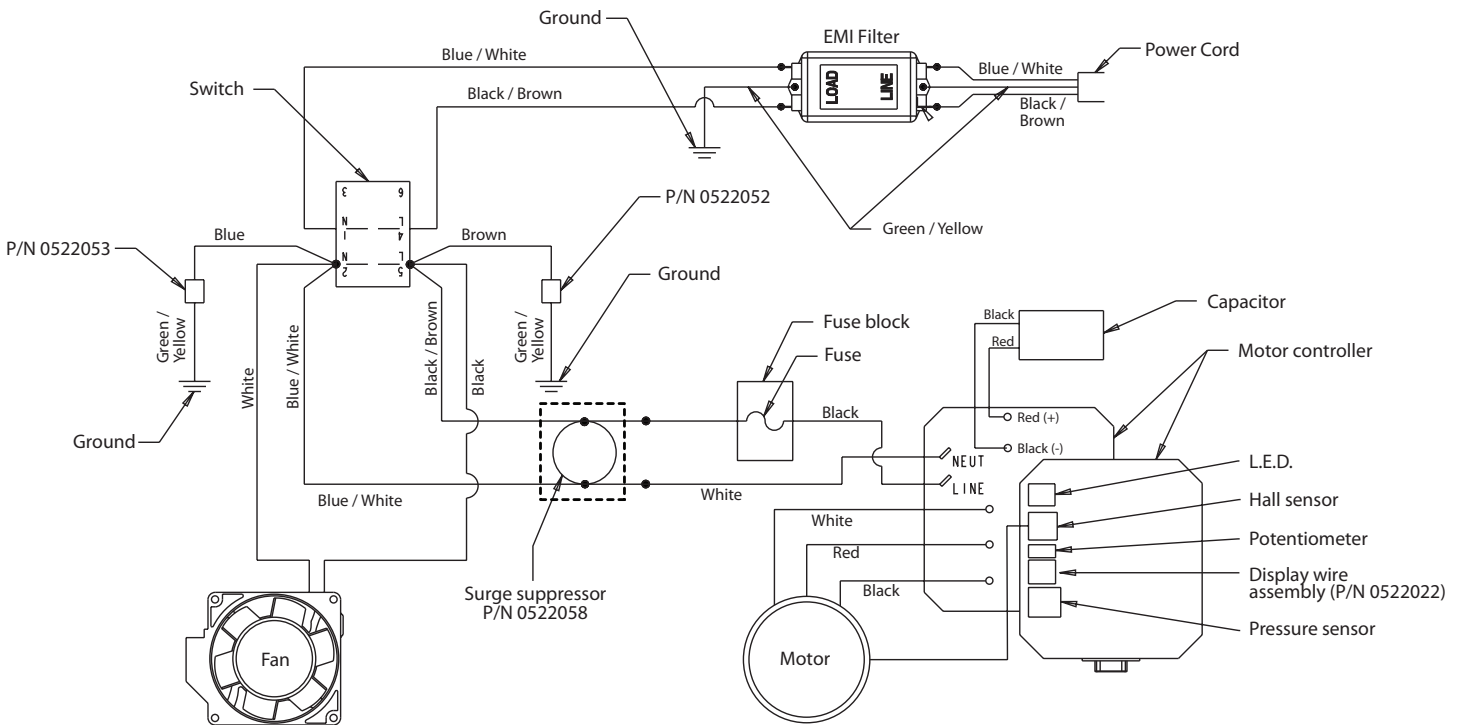 Ground
EMI Filter
Power Cord
Blue / White
Blue / White
LOAD
LINE
Switch
Black / Brown
Black /
Brown
Ground
3
6
P/N 0522052
N
L
1
4
Green / Yellow
P/N 0522053
Blue
Brown
N
L
2
5
Ground
Green /
Yellow
White
Blue / White
Black / Brown
Black
Green /
Yellow
Capacitor
Black
Red
Fuse block
Fuse
Motor controller
Black
Red (+)
Black (-)
Ground
NEUT
LINE
L.E.D.
Blue / White
White
Hall sensor
White
Potentiometer
Red
Display wire
assembly (P/N 0522022)
Black
Surge suppressor
P/N 0522058
Pressure sensor
Fan
Motor